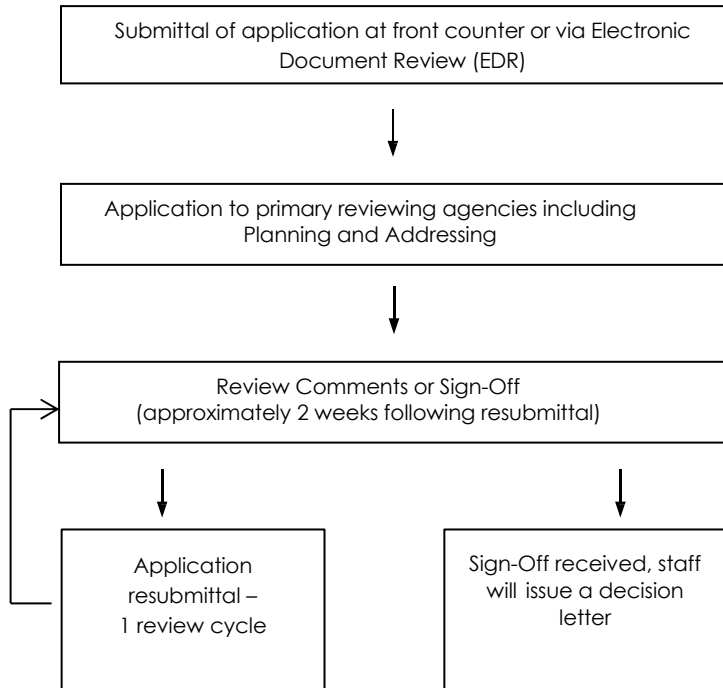 Submittal of application at front counter or via Electronic
Document Review (EDR)
Application to primary reviewing agencies including
Planning and Addressing
Review Comments or Sign-Off
(approximately 2 weeks following resubmittal)
Application
resubmittal –
1 review cycle
Sign-Off received, staff
will issue a decision
letter